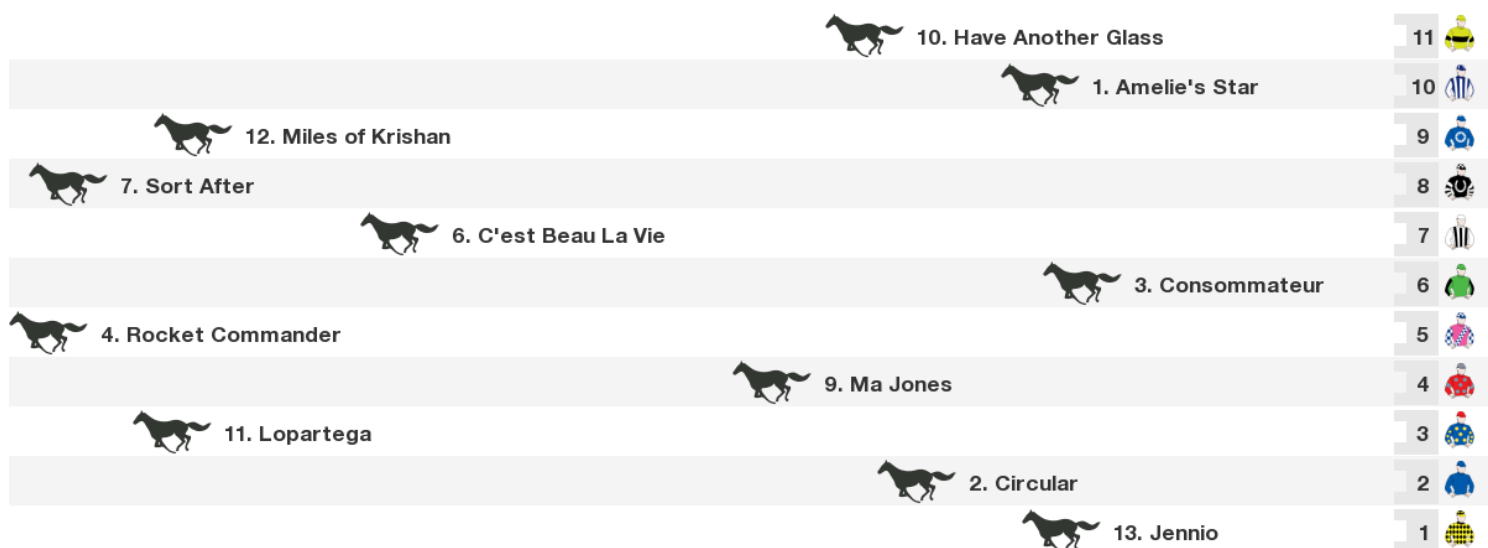 10. Have Another Glass 11
1. Amelie's Star 10
12. Miles of Krishan 9
7. Sort After 8
6. C'est Beau La Vie 7
3. Consommateur 6
4. Rocket Commander 5
9. Ma Jones 4
11. Lopartega 3
2. Circular 2
13. Jennio 1